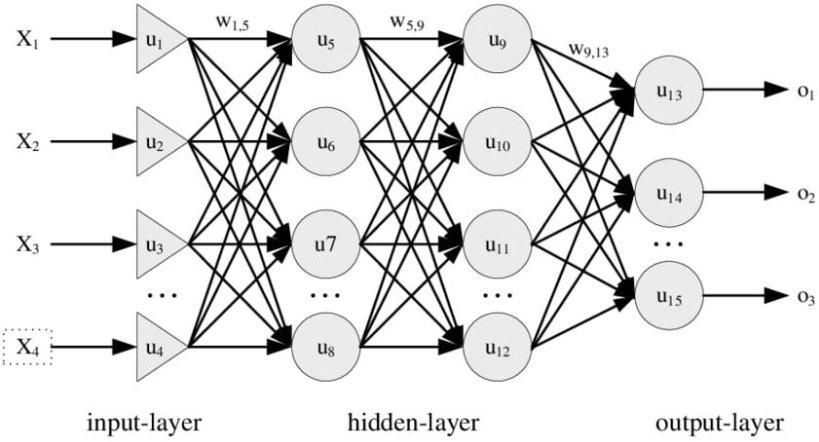 w1,5 w5,9
X1 u1 u5 u9
w9,13
u13 o1
X2 u2 u6 u10
u14 o2
X3 u3 u7 u11
... ... ... ...
u15 o3
X4 u4 u8 u12
input-layer hidden-layer output-layer